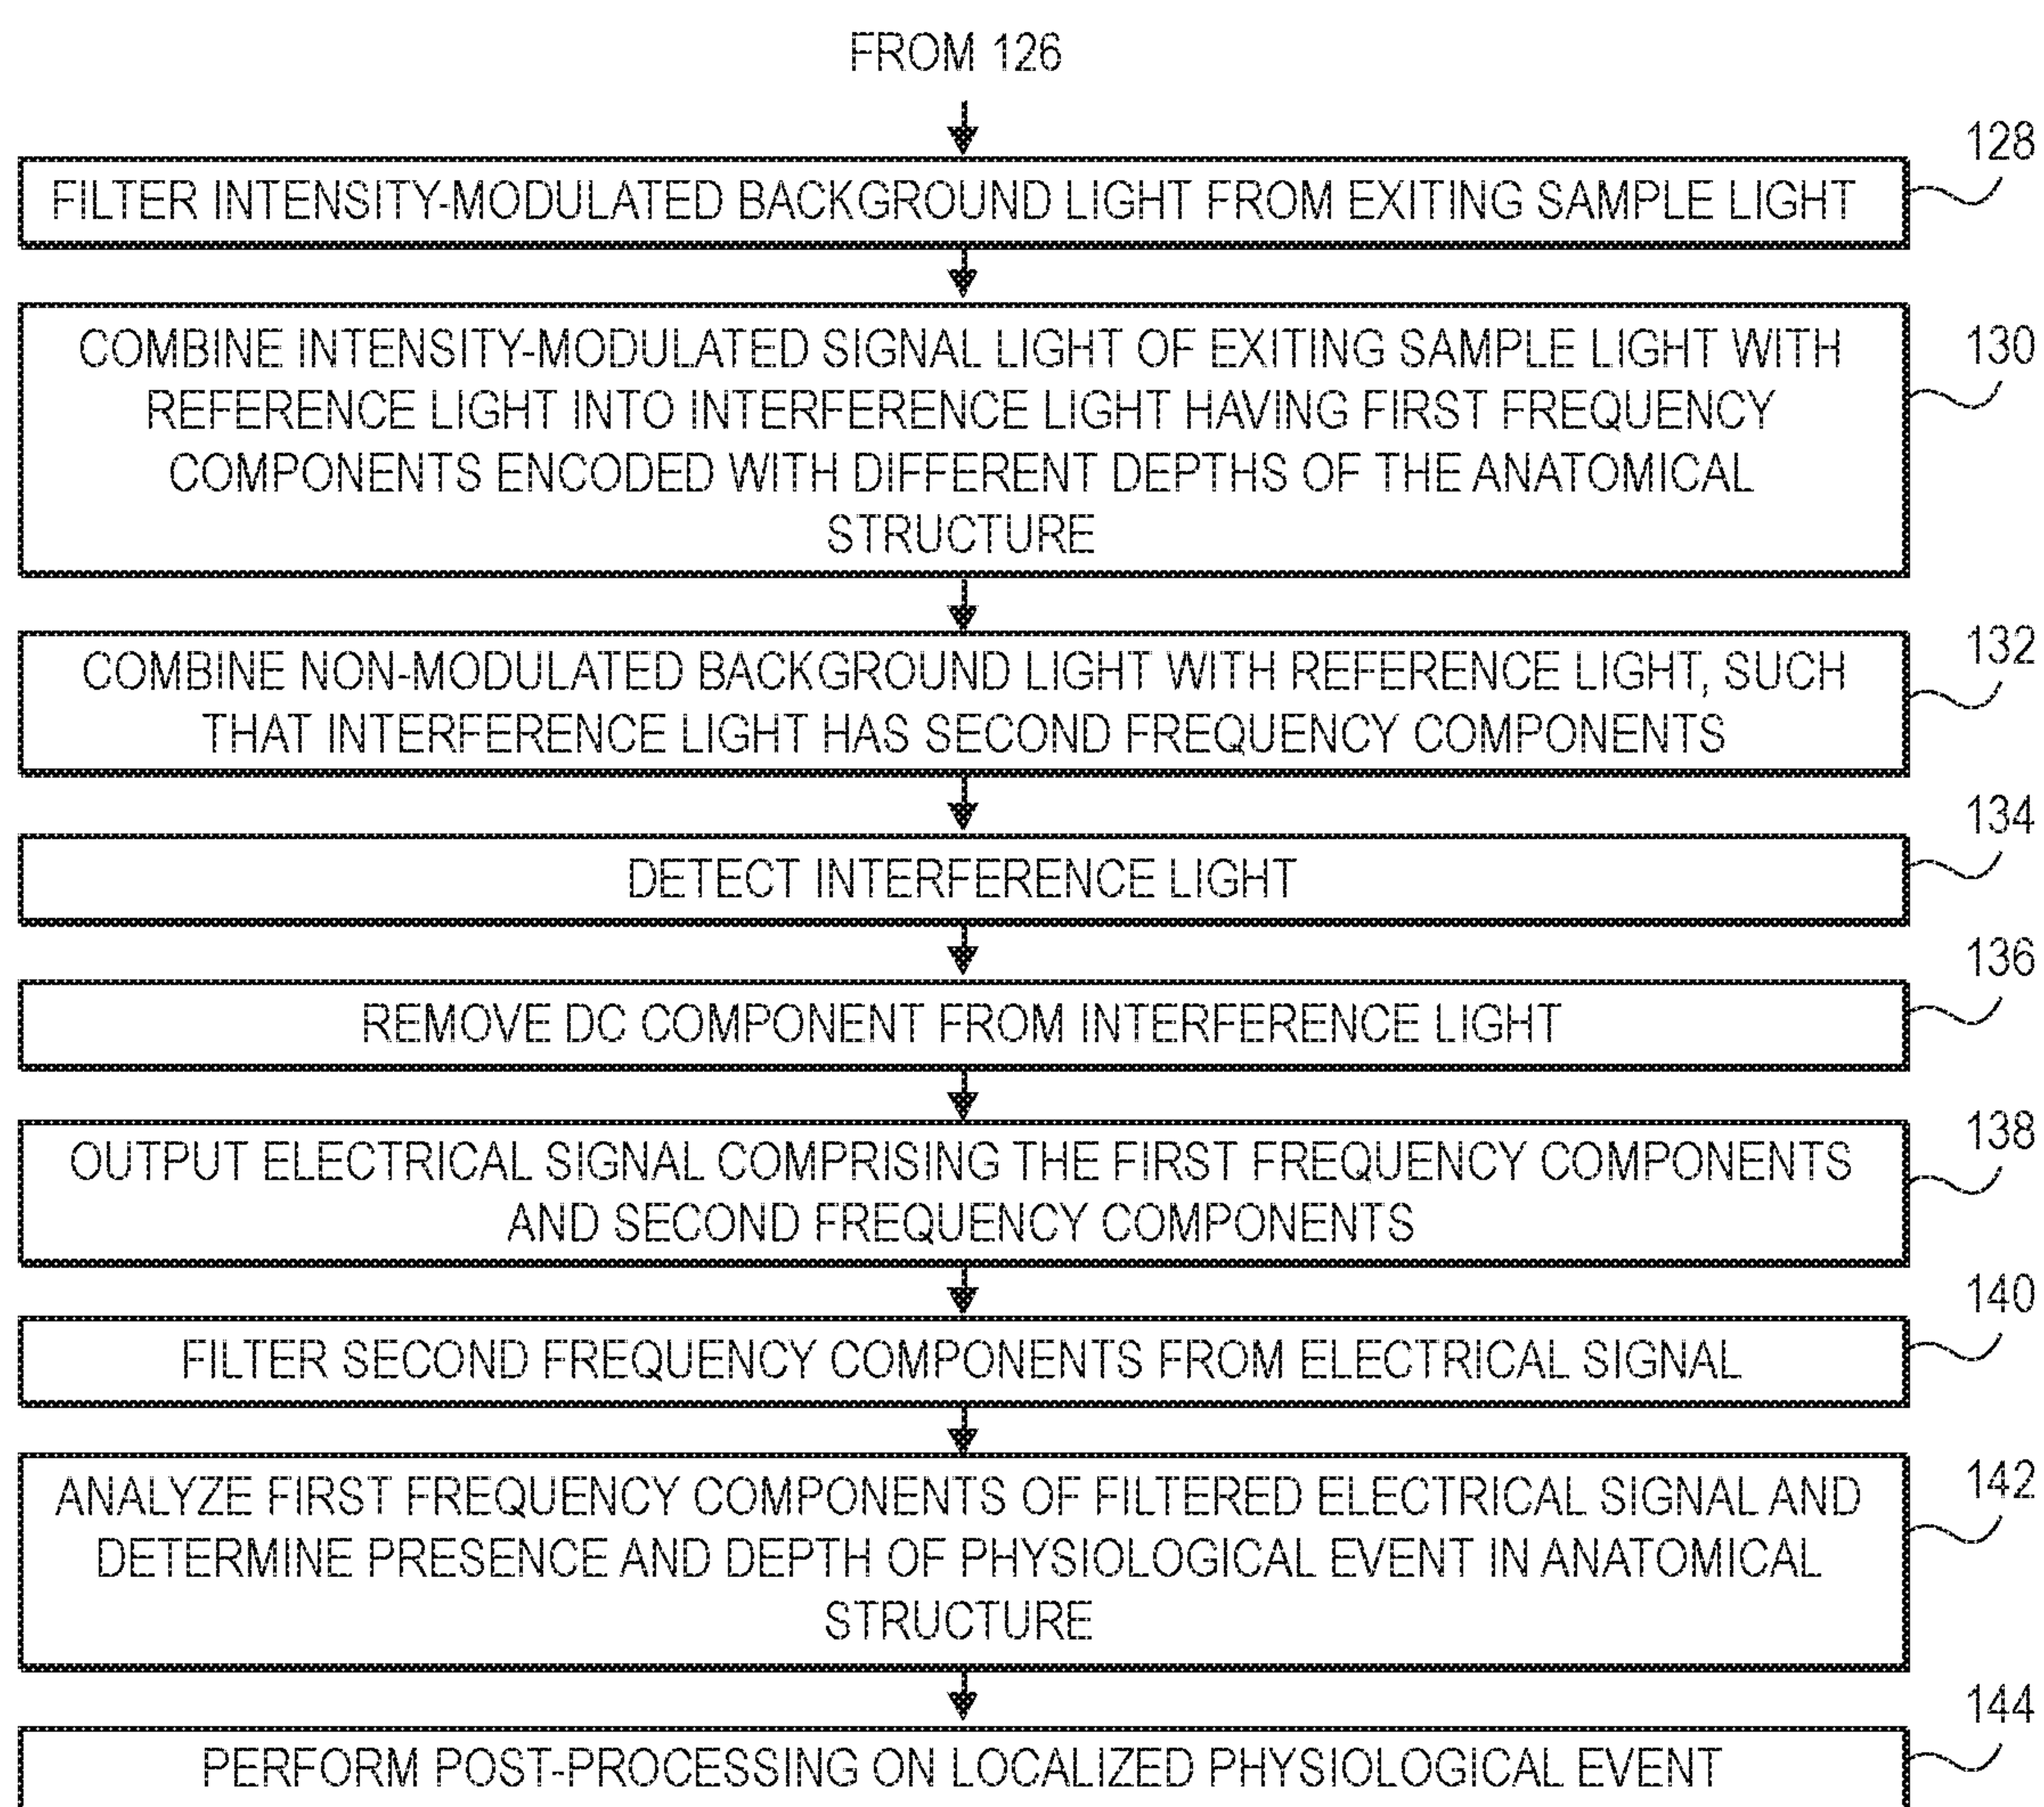 FROM 126
128
FILTER INTENSITY-MODULATED BACKGROUND LIGHT FROM EXITING SAMPLE LIGHT
130
COMBINE INTENSITY-MODULATED SIGNAL LIGHT OF EXITING SAMPLE LIGHT WITH
REFERENCE LIGHT INTO INTERFERENCE LIGHT HAVING FIRST FREQUENCY
COMPONENTS ENCODED WITH DIFFERENT DEPTHS OF THE ANATOMICAL
STRUCTURE
132
COMBINE NON-MODULATED BACKGROUND LIGHT WITH REFERENCE LIGHT, SUCH
THAT INTERFERENCE LIGHT HAS SECOND FREQUENCY COMPONENTS
134
DETECT INTERFERENCE LIGHT
136
REMOVE DC COMPONENT FROM INTERFERENCE LIGHT
138
OUTPUT ELECTRICAL SIGNAL COMPRISING THE FIRST FREQUENCY COMPONENTS
AND SECOND FREQUENCY COMPONENTS
140
FILTER SECOND FREQUENCY COMPONENTS FROM ELECTRICAL SIGNAL
142
ANALYZE FIRST FREQUENCY COMPONENTS OF FILTERED ELECTRICAL SIGNAL AND
DETERMINE PRESENCE AND DEPTH OF PHYSIOLOGICAL EVENT IN ANATOMICAL
STRUCTURE
144
PERFORM POST-PROCESSING ON LOCALIZED PHYSIOLOGICAL EVENT